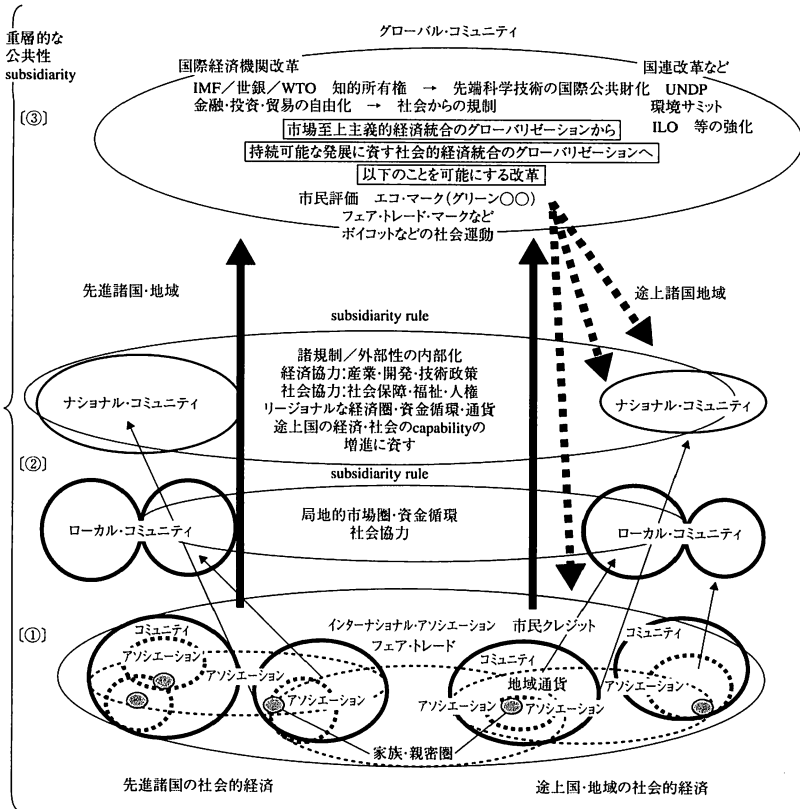 重層的な
公共性
subsidiarity
グローバル・コミュニティ
国際経済機関改革
国連改革など
IMF／世銀／WTO 知的所有権 → 先端科学技術の国際公共財化 UNDP
金融・投資・貿易の自由化 → 社会からの規制
環境サミット
〔③〕
ILO 等の強化
市場至上主義的経済統合のグローバリゼーションから
持続可能な発展に資す社会的経済統合のグローバリゼーションへ
以下のことを可能にする改革
市民評価 エコ・マーク(グリーン〇〇)
フェア・トレード・マークなど
ボイコットなどの社会運動
先進諸国・地域
途上諸国地域
subsidiarity rule
諸規制／外部性の内部化
経済協力：産業・開発・技術政策
社会協力：社会保障・福祉・人権
リージョナルな経済圏・資金循環・通貨
途上国の経済・社会のcapabilityの
増進に資す
ナショナル・コミュニティ
ナショナル・コミュニティ
〔②〕
subsidiarity rule
局地的市場圏・資金循環
社会協力
ローカル・コミュニティ
ローカル・コミュニティ
〔①〕
インターナショナル・アソシエーション
市民クレジット
フェア・トレード
コミュニティ
アソシエーション
アソシエーション
アソシエーション
コミュニティ
地域通貨
アソシエーション
アソシエーション
コミュニティ
アソシエーション
家族・親密圏
先進諸国の社会的経済
途上国・地域の社会的経済